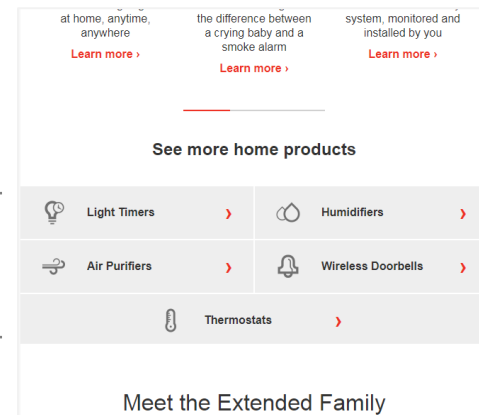 at home, anytime,
anywhere
Learn more ›
the difference between
a crying baby and a
smoke alarm
Learn more ›
system, monitored and
installed by you
Learn more ›
See more home products
Light Timers
Humidifiers
Air Purifiers
Wireless Doorbells
Thermostats
Meet the Extended Family